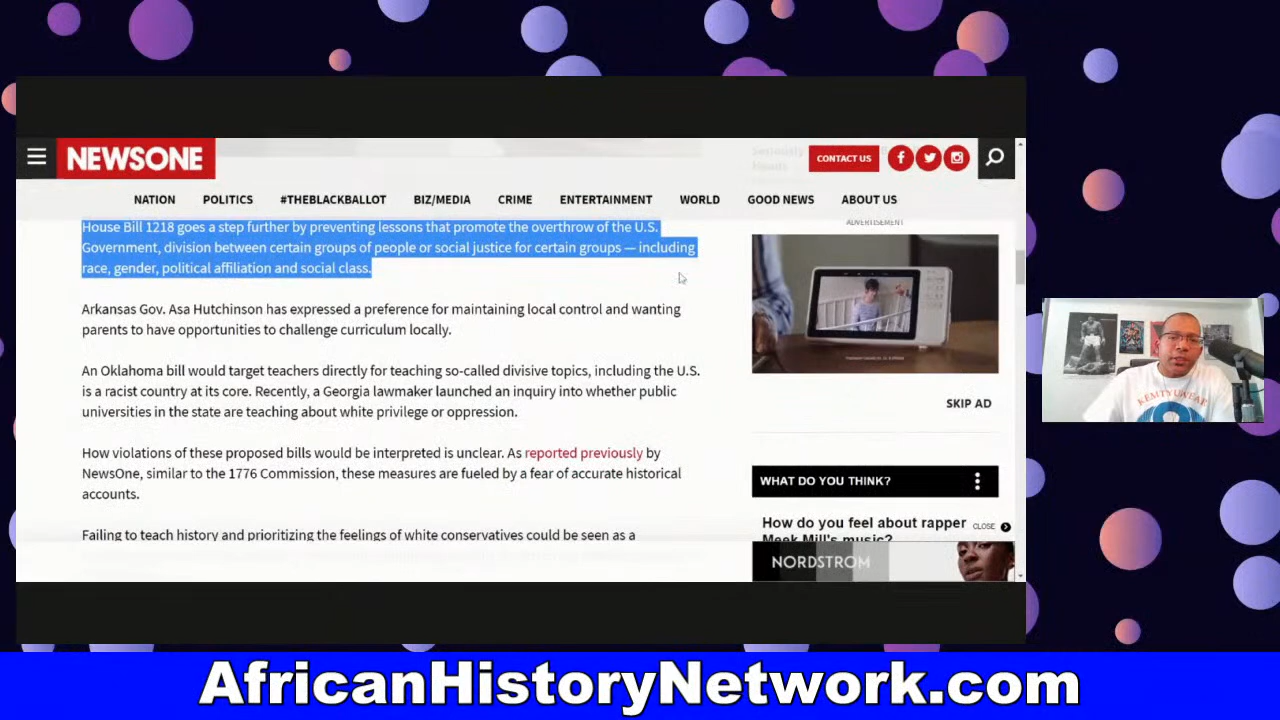 NEWSONE
CONTACT US
NATION POLITICS #THEBLACKBALLOT BIZ/MEDIA CRIME ENTERTAINMENT WORLD GOOD NEWS ABOUT US
House Bill 1218 goes a step further by preventing lessons that promote the overthrow of the U.S.
Government, division between certain groups of people or social justice for certain groups — including
race, gender, political affiliation and social class.
Arkansas Gov. Asa Hutchinson has expressed a preference for maintaining local control and wanting
parents to have opportunities to challenge curriculum locally.
An Oklahoma bill would target teachers directly for teaching so-called divisive topics, including the U.S.
is a racist country at its core. Recently, a Georgia lawmaker launched an inquiry into whether public
universities in the state are teaching about white privilege or oppression.
How violations of these proposed bills would be interpreted is unclear. As reported previously by
NewsOne, similar to the 1776 Commission, these measures are fueled by a fear of accurate historical
accounts.
Failing to teach history and prioritizing the feelings of white conservatives could be seen as a
ADVERTISEMENT
SKIP AD
WHAT DO YOU THINK?
How do you feel about rapper
Meek Mill's music?
CLOSE
NORDSTROM
KEMETUWEAR
AfricanHistoryNetwork.com